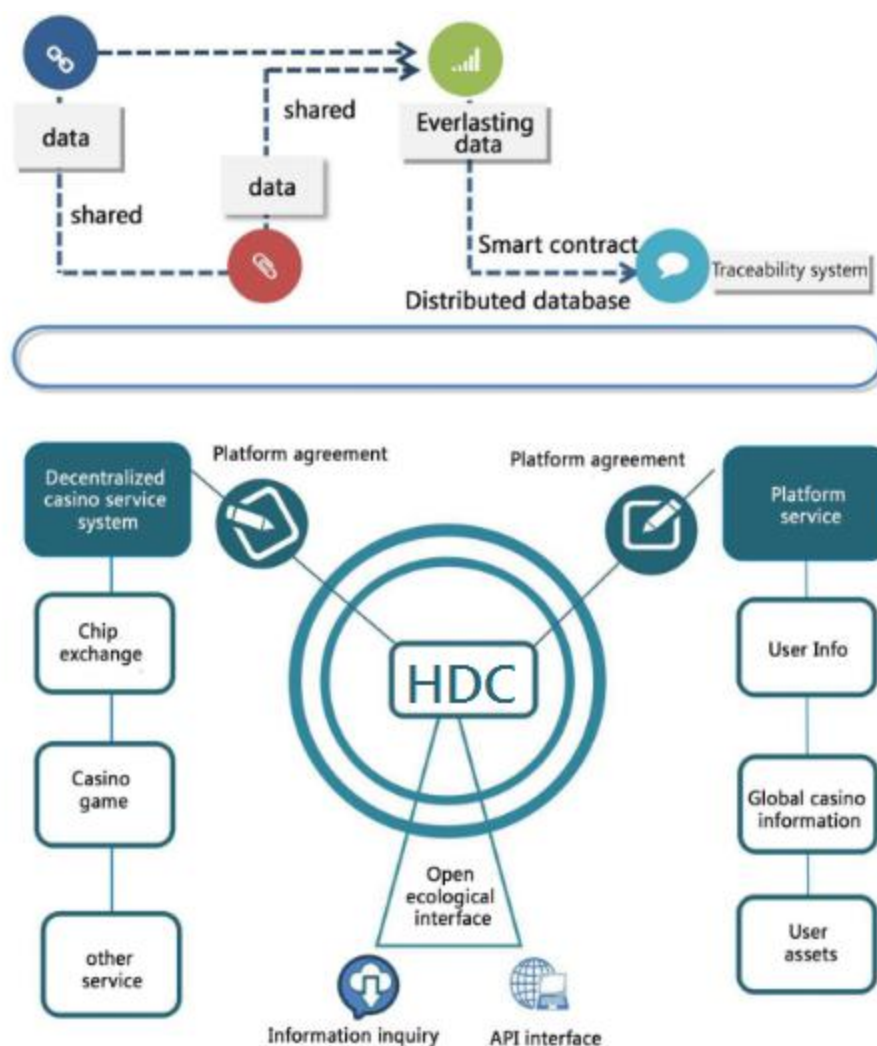 data
shared
data
shared
Everlasting
data
Smart contract
Distributed database
Traceability system
Platform agreement
Platform agreement
Decentralized
casino service
system
Chip
exchange
Casino
game
other
service
HDC
Open
ecological
interface
Information inquiry
API interface
Platform
service
User Info
Global casino
information
User
assets